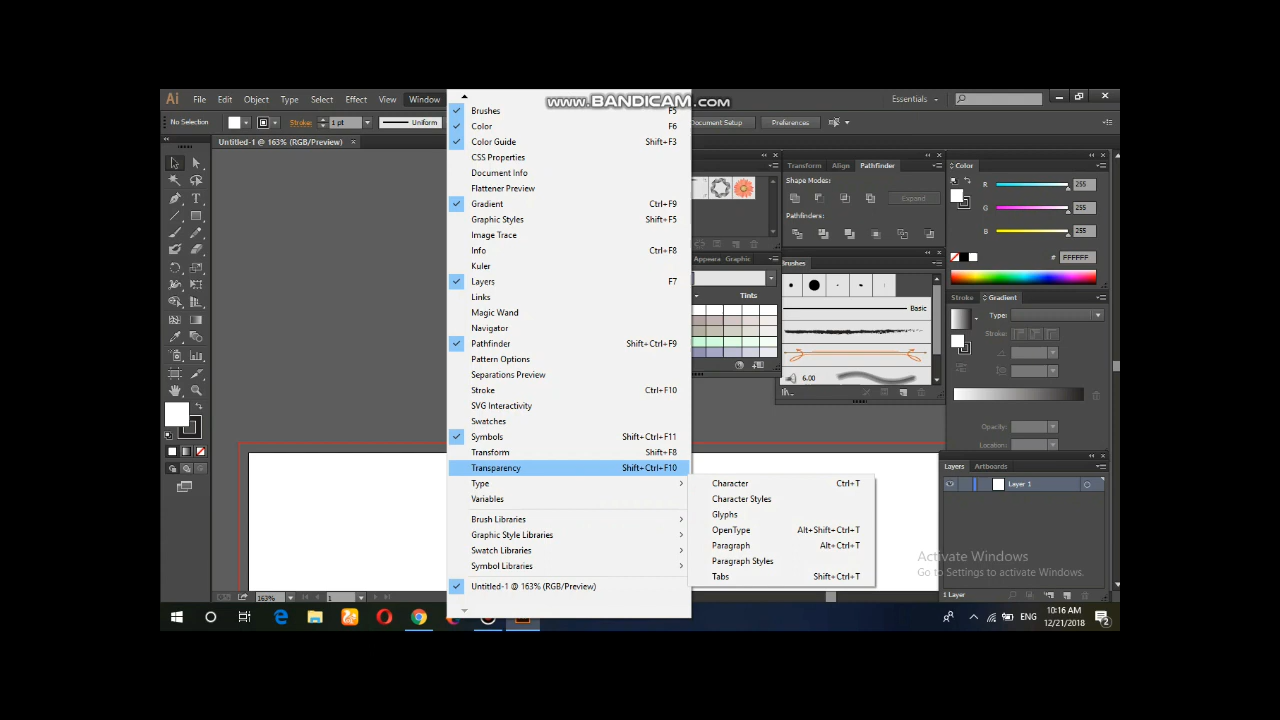 www.BANDICAM.com
Ai File Edit Object Type Select Effect View Window
Essentials
No Selection Stroke: 1 pt Uniform
Document Setup Preferences
Untitled-1 @ 163% (RGB/Preview)
Brushes F5
Color F6
Color Guide Shift+F3
CSS Properties
Document Info
Flattener Preview
Gradient Ctrl+F9
Graphic Styles Shift+F5
Image Trace
Info Ctrl+F8
Kuler
Layers F7
Links
Magic Wand
Navigator
Pathfinder Shift+Ctrl+F9
Pattern Options
Separations Preview
Stroke Ctrl+F10
SVG Interactivity
Swatches
Symbols Shift+Ctrl+F11
Transform Shift+F8
Transparency Shift+Ctrl+F10
Type
Variables
Brush Libraries
Graphic Style Libraries
Swatch Libraries
Symbol Libraries
Untitled-1 @ 163% (RGB/Preview)
Character Ctrl+T
Character Styles
Glyphs
OpenType Alt+Shift+Ctrl+T
Paragraph Alt+Ctrl+T
Paragraph Styles
Tabs Shift+Ctrl+T
Appeara Graphic
Tints
Transform Align Pathfinder
Shape Modes:
Expand
Pathfinders:
Brushes
Basic
6.00
Color
R 255
G 255
B 255
# FFFFFF
Stroke Gradient
Type:
Stroke:
Opacity:
Location:
Layers Artboards
Layer 1
1 Layer
Activate Windows
Go to Settings to activate Windows.
163% 1
ENG
10:16 AM
12/21/2018
2